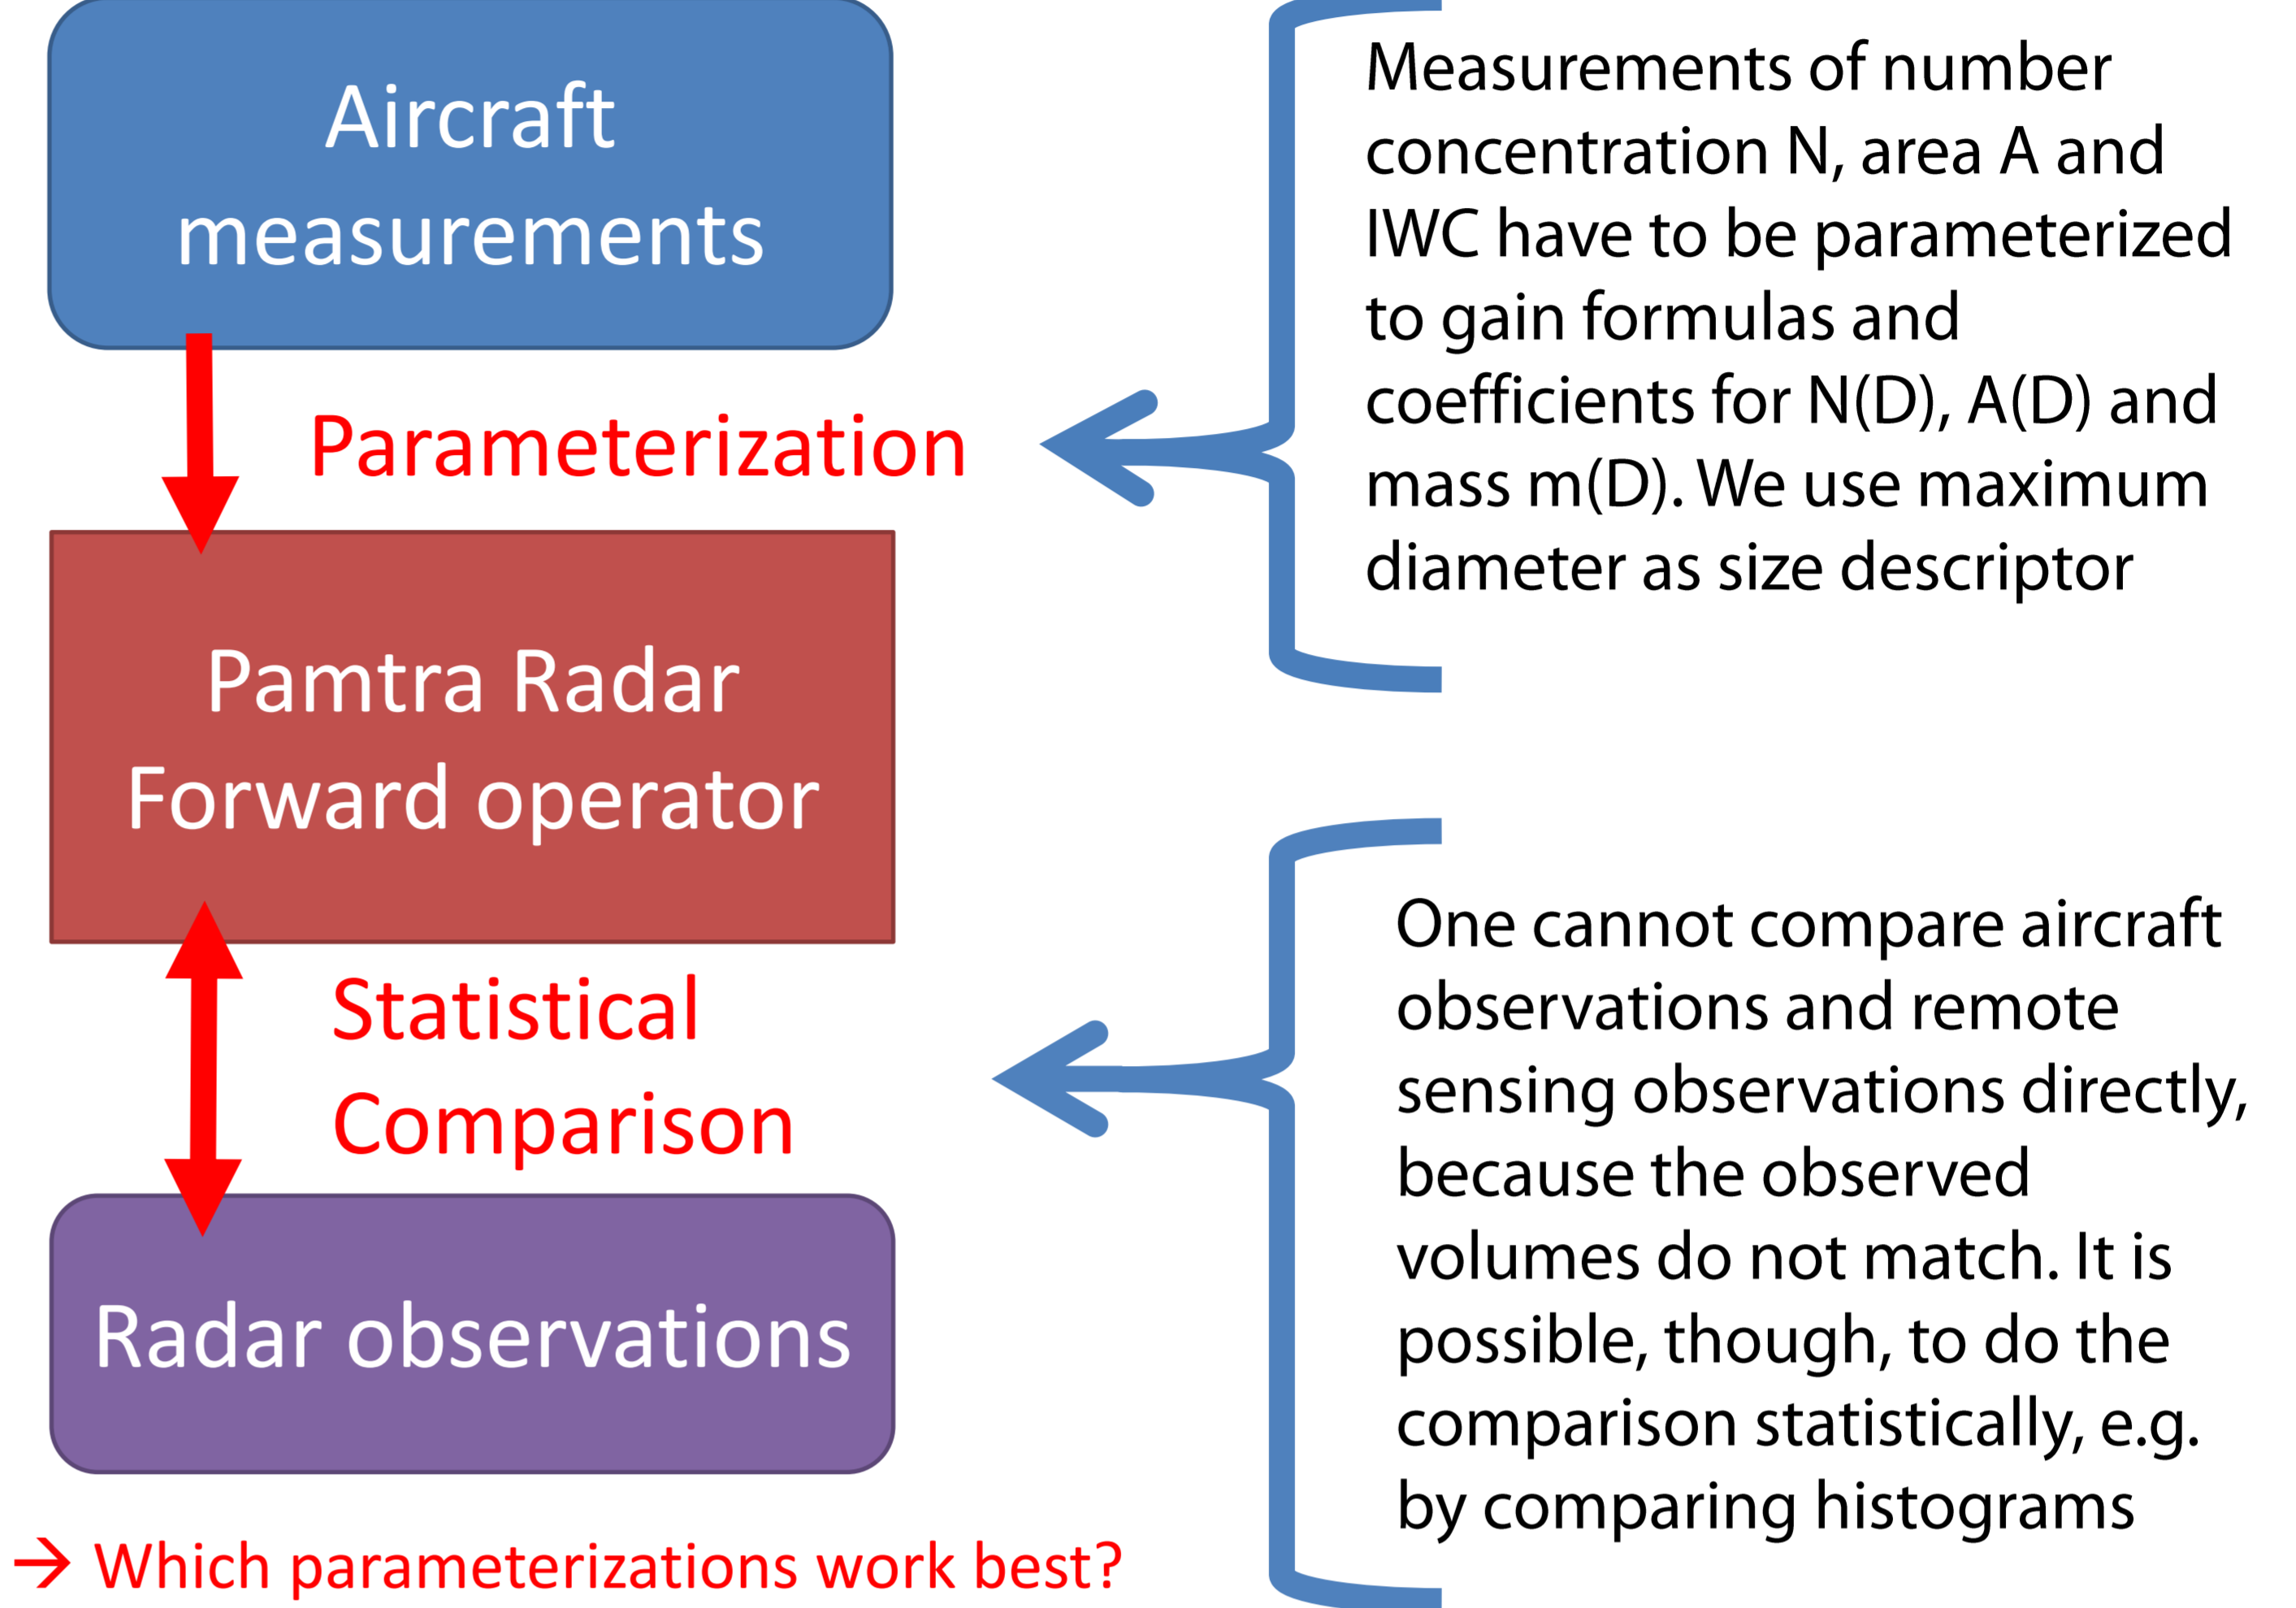 Aircraft
measurements
Parameterization
Pamtra Radar
Forward operator
Statistical
Comparison
Radar observations
→ Which parameterizations work best?
Measurements of number
concentration N, area A and
IWC have to be parameterized
to gain formulas and
coefficients for N(D), A(D) and
mass m(D). We use maximum
diameter as size descriptor
One cannot compare aircraft
observations and remote
sensing observations directly,
because the observed
volumes do not match. It is
possible, though, to do the
comparison statistically, e.g.
by comparing histograms